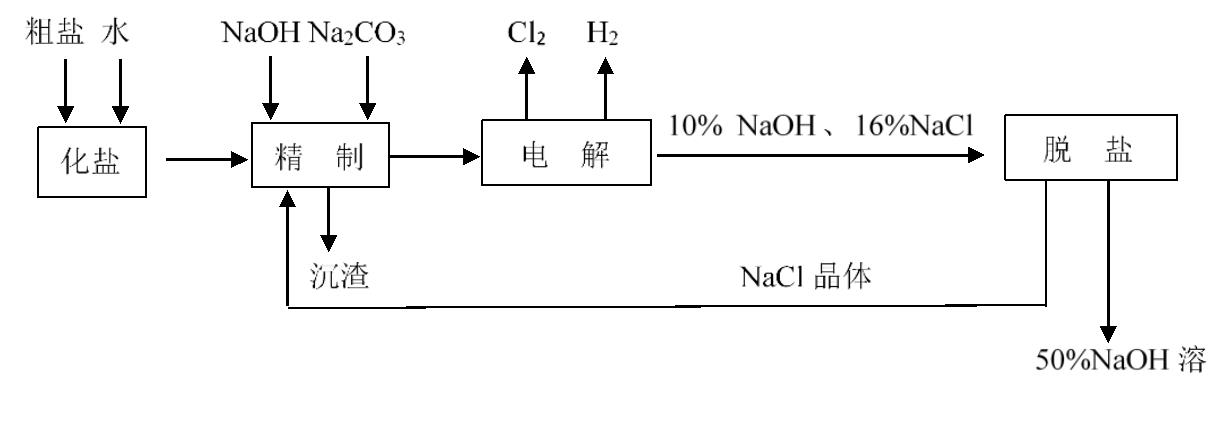 粗盐 水 NaOH Na₂CO₃ Cl₂ H₂
10% NaOH、16%NaCl
化盐 精 制 电 解 脱 盐
沉渣 NaCl 晶体
50%NaOH 溶